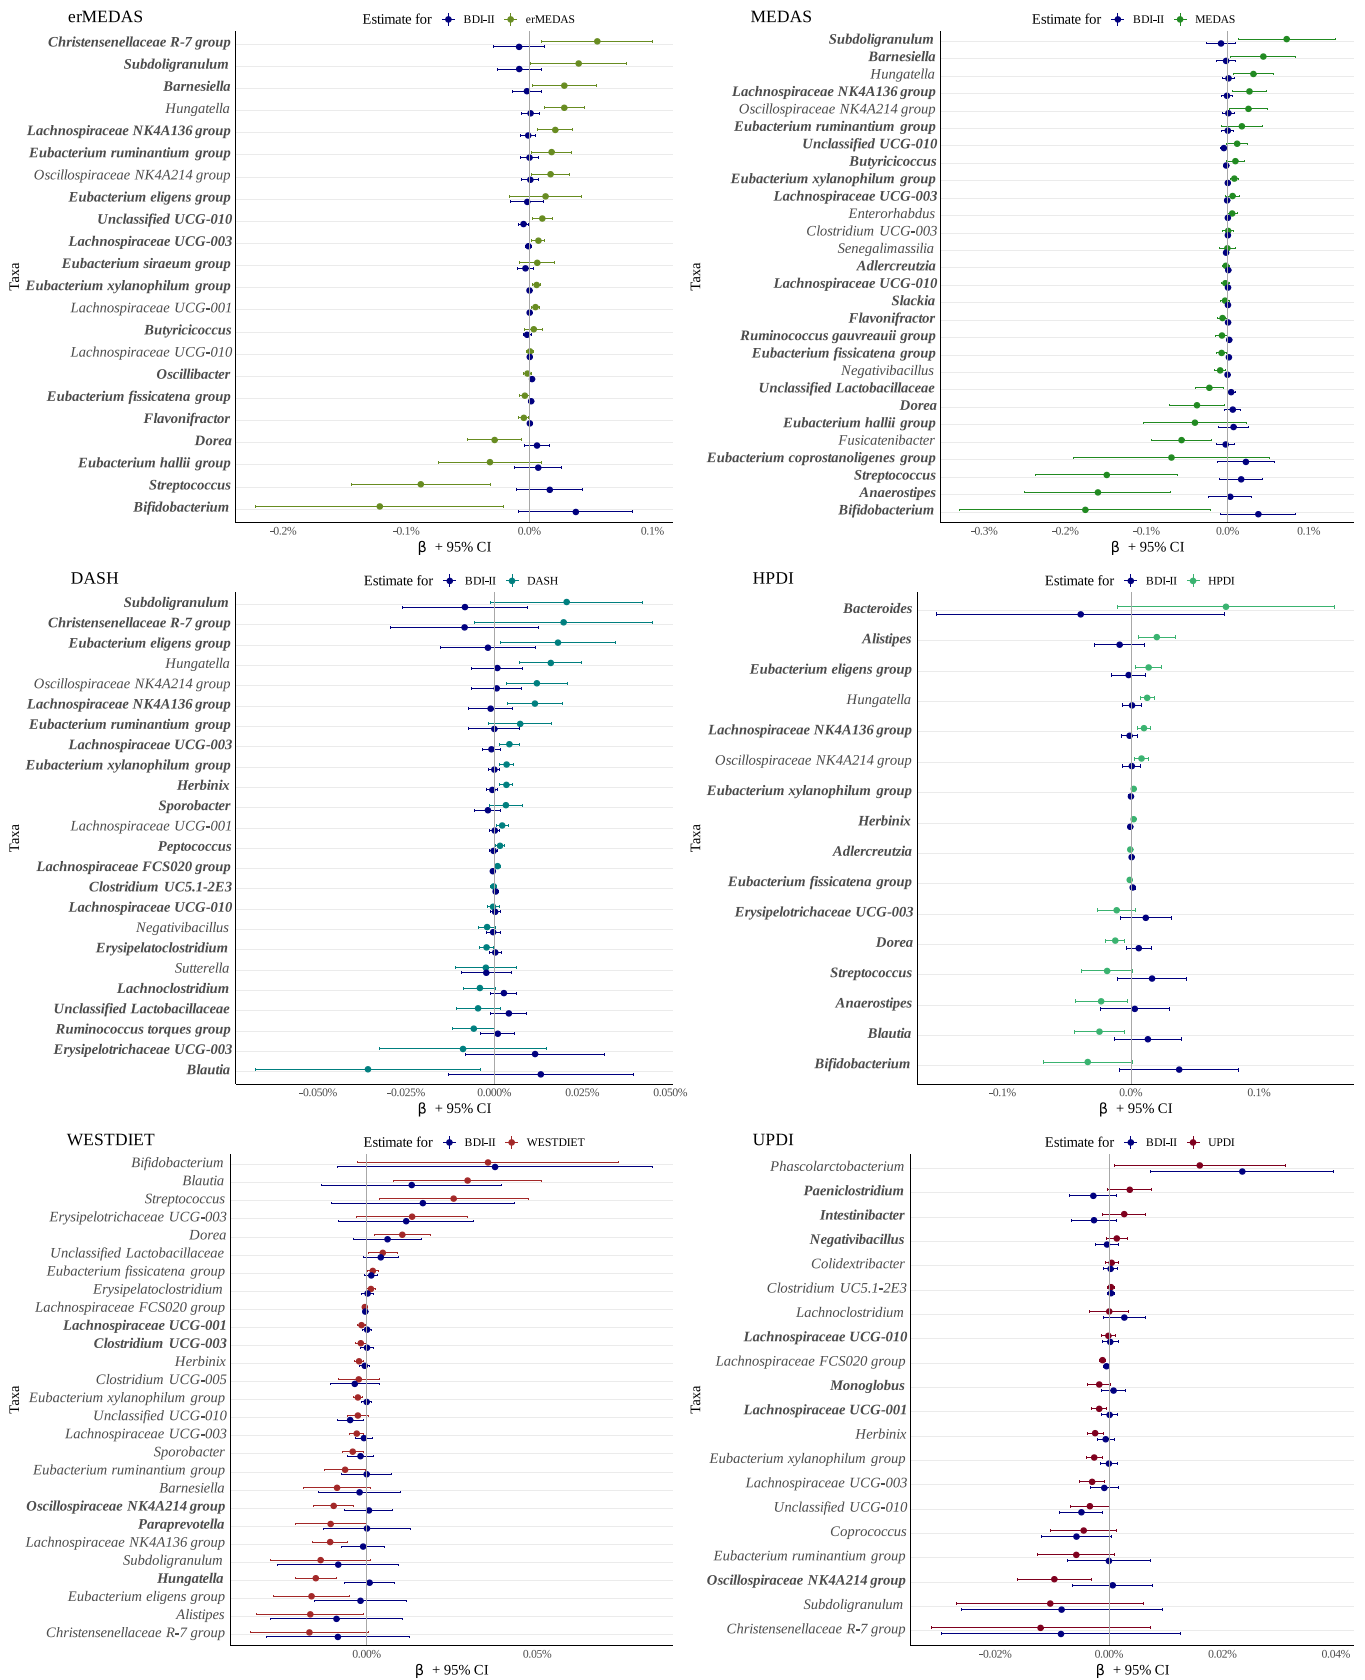 erMEDAS
Estimate for BDI-II erMEDAS
Taxa
Christensenellaceae R-7 group
Subdoligranulum
Barnesiella
Hungatella
Lachnospiraceae NK4A136 group
Eubacterium ruminantium group
Oscillospiraceae NK4A214 group
Eubacterium eligens group
Unclassified UCG-010
Lachnospiraceae UCG-003
Eubacterium siraeum group
Eubacterium xylanophilum group
Lachnospiraceae UCG-001
Butyricicoccus
Lachnospiraceae UCG-010
Oscillibacter
Eubacterium fissicatena group
Flavonifractor
Dorea
Eubacterium hallii group
Streptococcus
Bifidobacterium
-0.2% -0.1% 0.0% 0.1%
β + 95% CI
MEDAS
Estimate for BDI-II MEDAS
Taxa
Subdoligranulum
Barnesiella
Hungatella
Lachnospiraceae NK4A136 group
Oscillospiraceae NK4A214 group
Eubacterium ruminantium group
Unclassified UCG-010
Butyricicoccus
Eubacterium xylanophilum group
Lachnospiraceae UCG-003
Enterorhabdus
Clostridium UCG-003
Senegalimassilia
Adlercreutzia
Lachnospiraceae UCG-010
Slackia
Flavonifractor
Ruminococcus gauvreauii group
Eubacterium fissicatena group
Negativibacillus
Unclassified Lactobacillaceae
Dorea
Eubacterium hallii group
Fusicatenibacter
Eubacterium coprostanoligenes group
Streptococcus
Anaerostipes
Bifidobacterium
-0.3% -0.2% -0.1% 0.0% 0.1%
β + 95% CI
DASH
Estimate for BDI-II DASH
Taxa
Subdoligranulum
Christensenellaceae R-7 group
Eubacterium eligens group
Hungatella
Oscillospiraceae NK4A214 group
Lachnospiraceae NK4A136 group
Eubacterium ruminantium group
Lachnospiraceae UCG-003
Eubacterium xylanophilum group
Herbinix
Sporobacter
Lachnospiraceae UCG-001
Peptococcus
Lachnospiraceae FCS020 group
Clostridium UC5.1-2E3
Lachnospiraceae UCG-010
Negativibacillus
Erysipelatoclostridium
Sutterella
Lachnoclostridium
Unclassified Lactobacillaceae
Ruminococcus torques group
Erysipelotrichaceae UCG-003
Blautia
-0.050% -0.025% 0.000% 0.025% 0.050%
β + 95% CI
HPDI
Estimate for BDI-II HPDI
Taxa
Bacteroides
Alistipes
Eubacterium eligens group
Hungatella
Lachnospiraceae NK4A136 group
Oscillospiraceae NK4A214 group
Eubacterium xylanophilum group
Herbinix
Adlercreutzia
Eubacterium fissicatena group
Erysipelotrichaceae UCG-003
Dorea
Streptococcus
Anaerostipes
Blautia
Bifidobacterium
-0.1% 0.0% 0.1%
β + 95% CI
WESTDIET
Estimate for BDI-II WESTDIET
Taxa
Bifidobacterium
Blautia
Streptococcus
Erysipelotrichaceae UCG-003
Dorea
Unclassified Lactobacillaceae
Eubacterium fissicatena group
Erysipelatoclostridium
Lachnospiraceae FCS020 group
Lachnospiraceae UCG-001
Clostridium UCG-003
Herbinix
Clostridium UCG-005
Eubacterium xylanophilum group
Unclassified UCG-010
Lachnospiraceae UCG-003
Sporobacter
Eubacterium ruminantium group
Barnesiella
Oscillospiraceae NK4A214 group
Paraprevotella
Lachnospiraceae NK4A136 group
Subdoligranulum
Hungatella
Eubacterium eligens group
Alistipes
Christensenellaceae R-7 group
0.00% 0.05%
β + 95% CI
UPDI
Estimate for BDI-II UPDI
Taxa
Phascolarctobacterium
Paeniclostridium
Intestinibacter
Negativibacillus
Colidextribacter
Clostridium UC5.1-2E3
Lachnoclostridium
Lachnospiraceae UCG-010
Lachnospiraceae FCS020 group
Monoglobus
Lachnospiraceae UCG-001
Herbinix
Eubacterium xylanophilum group
Lachnospiraceae UCG-003
Unclassified UCG-010
Coprococcus
Eubacterium ruminantium group
Oscillospiraceae NK4A214 group
Subdoligranulum
Christensenellaceae R-7 group
-0.02% 0.00% 0.02% 0.04%
β + 95% CI